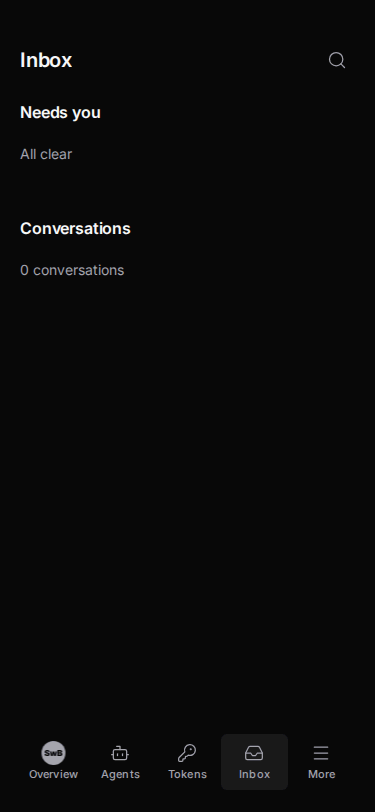 Inbox
Needs you
All clear
Conversations
0 conversations
SwB
Overview
Agents
Tokens
Inbox
More